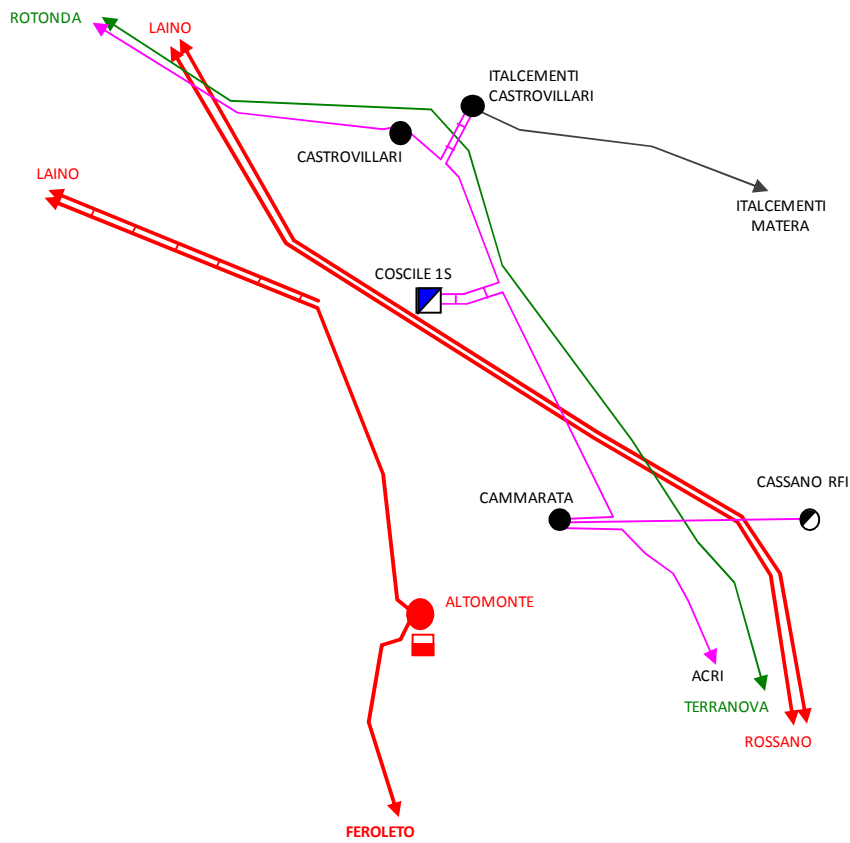 ROTONDA
LAINO
ITALCEMENTI
CASTROVILLARI
CASTROVILLARI
LAINO
ITALCEMENTI
MATERA
COSCILE 1S
CASSANO RFI
CAMMARATA
ALTOMONTE
ACRI
TERRANOVA
ROSSANO
FEROLETO